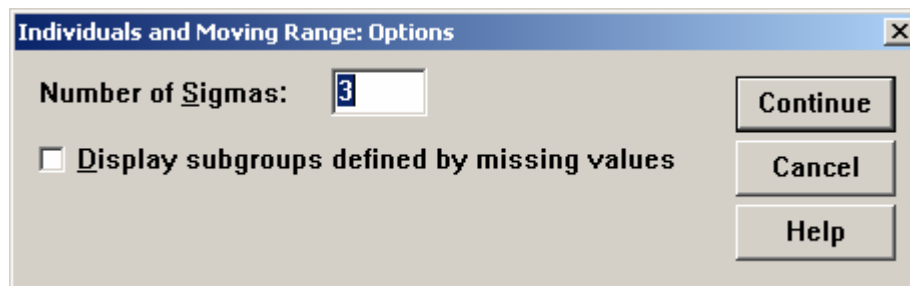 Individuals and Moving Range: Options
Number of Sigmas: 3
Display subgroups defined by missing values
Continue
Cancel
Help